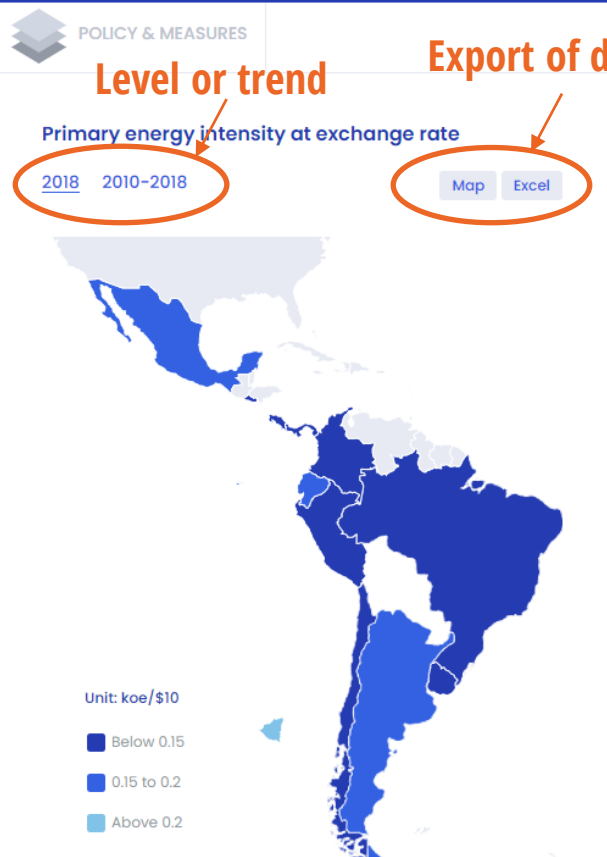 POLICY & MEASURES
Level or trend
Export of
Primary energy intensity at exchange rate
2018 2010-2018
Map Excel
Unit: koe/$10
Below 0.15
0.15 to 0.2
Above 0.2